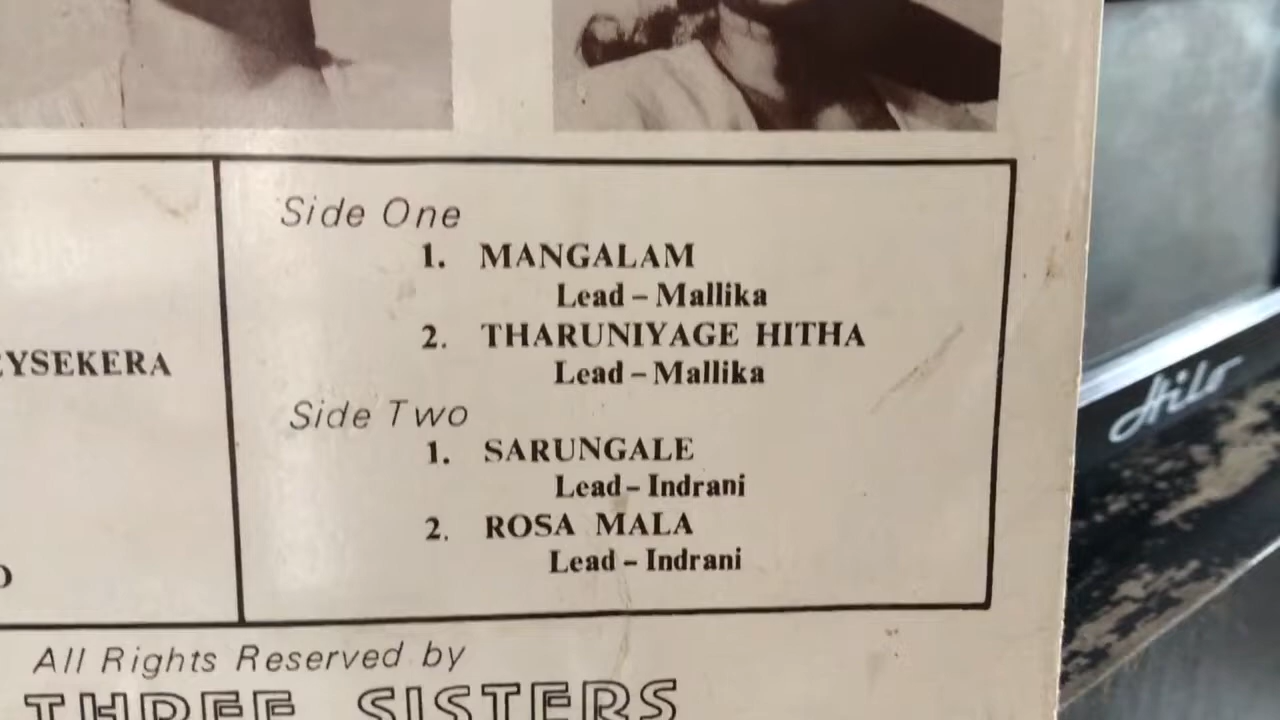 Side One
1. MANGALAM
Lead – Mallika
2. THARUNIYAGE HITHA
Lead – Mallika
Side Two
1. SARUNGALE
Lead – Indrani
2. ROSA MALA
Lead – Indrani
All Rights Reserved by
THREE SISTERS